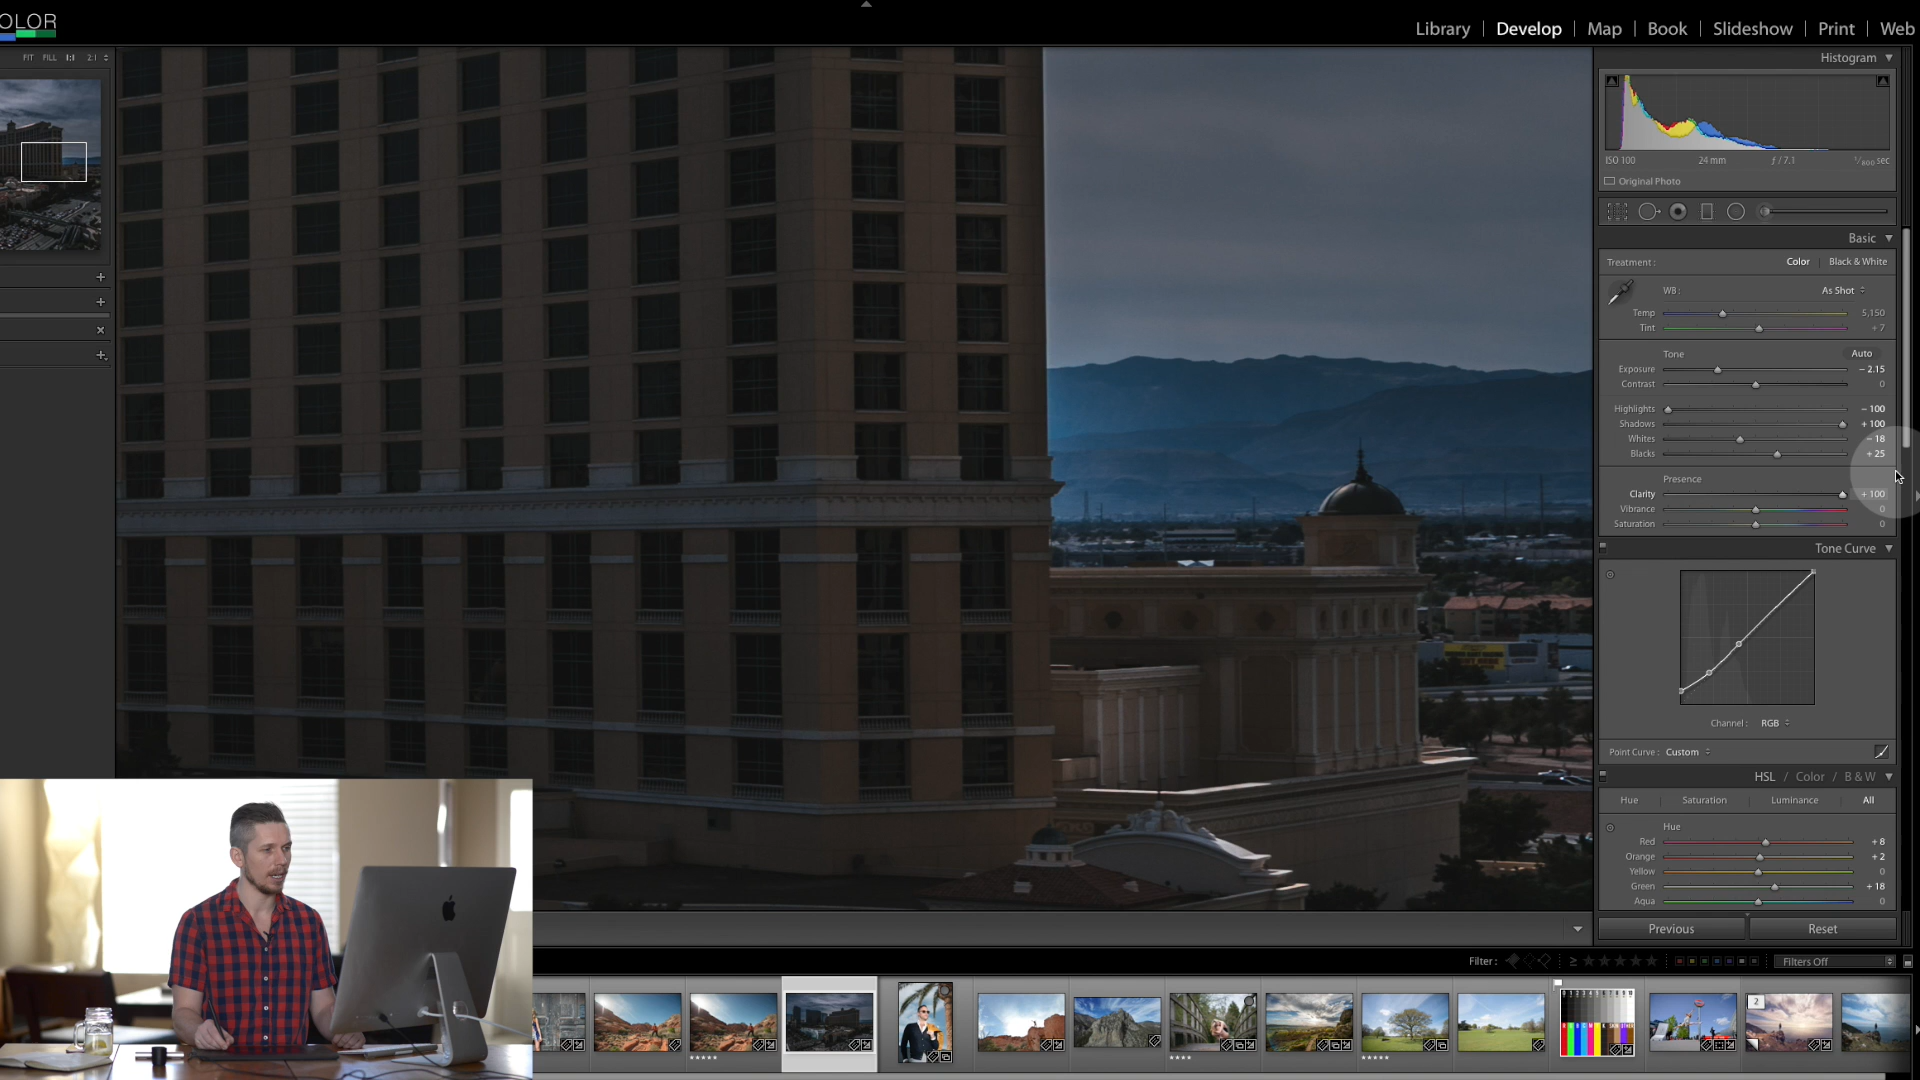 OLOR
Library | Develop | Map | Book | Slideshow | Print | Web
FIT FILL 1:1 2:1
Histogram
ISO 100 24 mm ƒ / 7.1 1/800 sec
Original Photo
Basic
Treatment : Color | Black & White
WB : As Shot
Temp 5,150
Tint + 7
Tone Auto
Exposure − 2.15
Contrast 0
Highlights − 100
Shadows + 100
Whites − 18
Blacks + 25
Presence
Clarity + 100
Vibrance 0
Saturation 0
Tone Curve
Channel : RGB
Point Curve : Custom
HSL / Color / B & W
Hue Saturation Luminance All
Hue
Red + 8
Orange + 2
Yellow 0
Green + 18
Aqua 0
Previous Reset
Filter : ≥ Filters Off
2